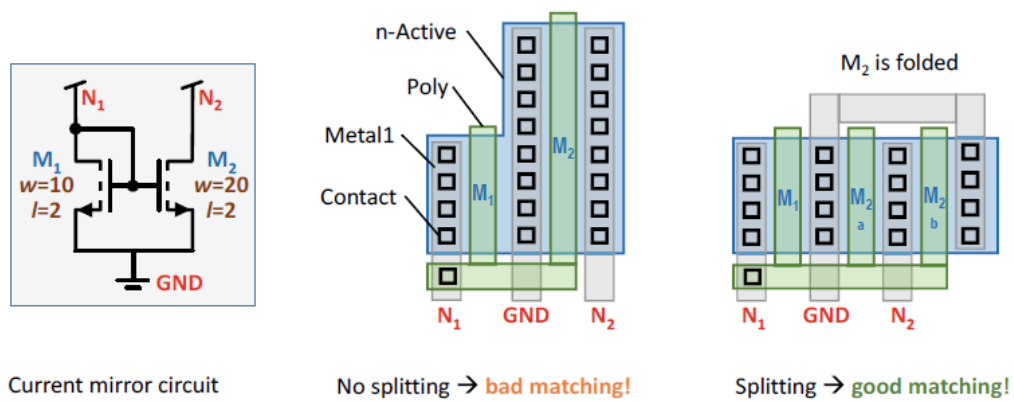 N1
N2
M1
w=10
l=2
M2
w=20
l=2
GND
Current mirror circuit
n-Active
Poly
Metal1
Contact
M1
M2
N1
GND
N2
No splitting → bad matching!
M2 is folded
M1
M2
a
M2
b
N1
GND
N2
Splitting → good matching!